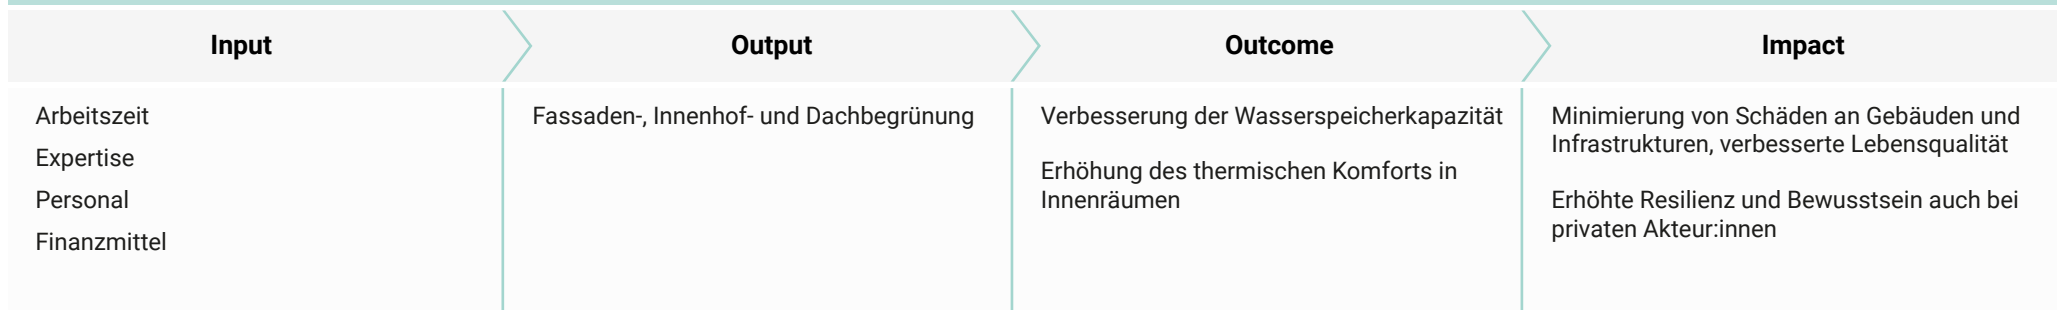 Input
Output
Outcome
Impact
Arbeitszeit
Expertise
Personal
Finanzmittel
Fassaden-, Innenhof- und Dachbegrünung
Verbesserung der Wasserspeicherkapazität
Erhöhung des thermischen Komforts in
Innenräumen
Minimierung von Schäden an Gebäuden und
Infrastrukturen, verbesserte Lebensqualität
Erhöhte Resilienz und Bewusstsein auch bei
privaten Akteur:innen